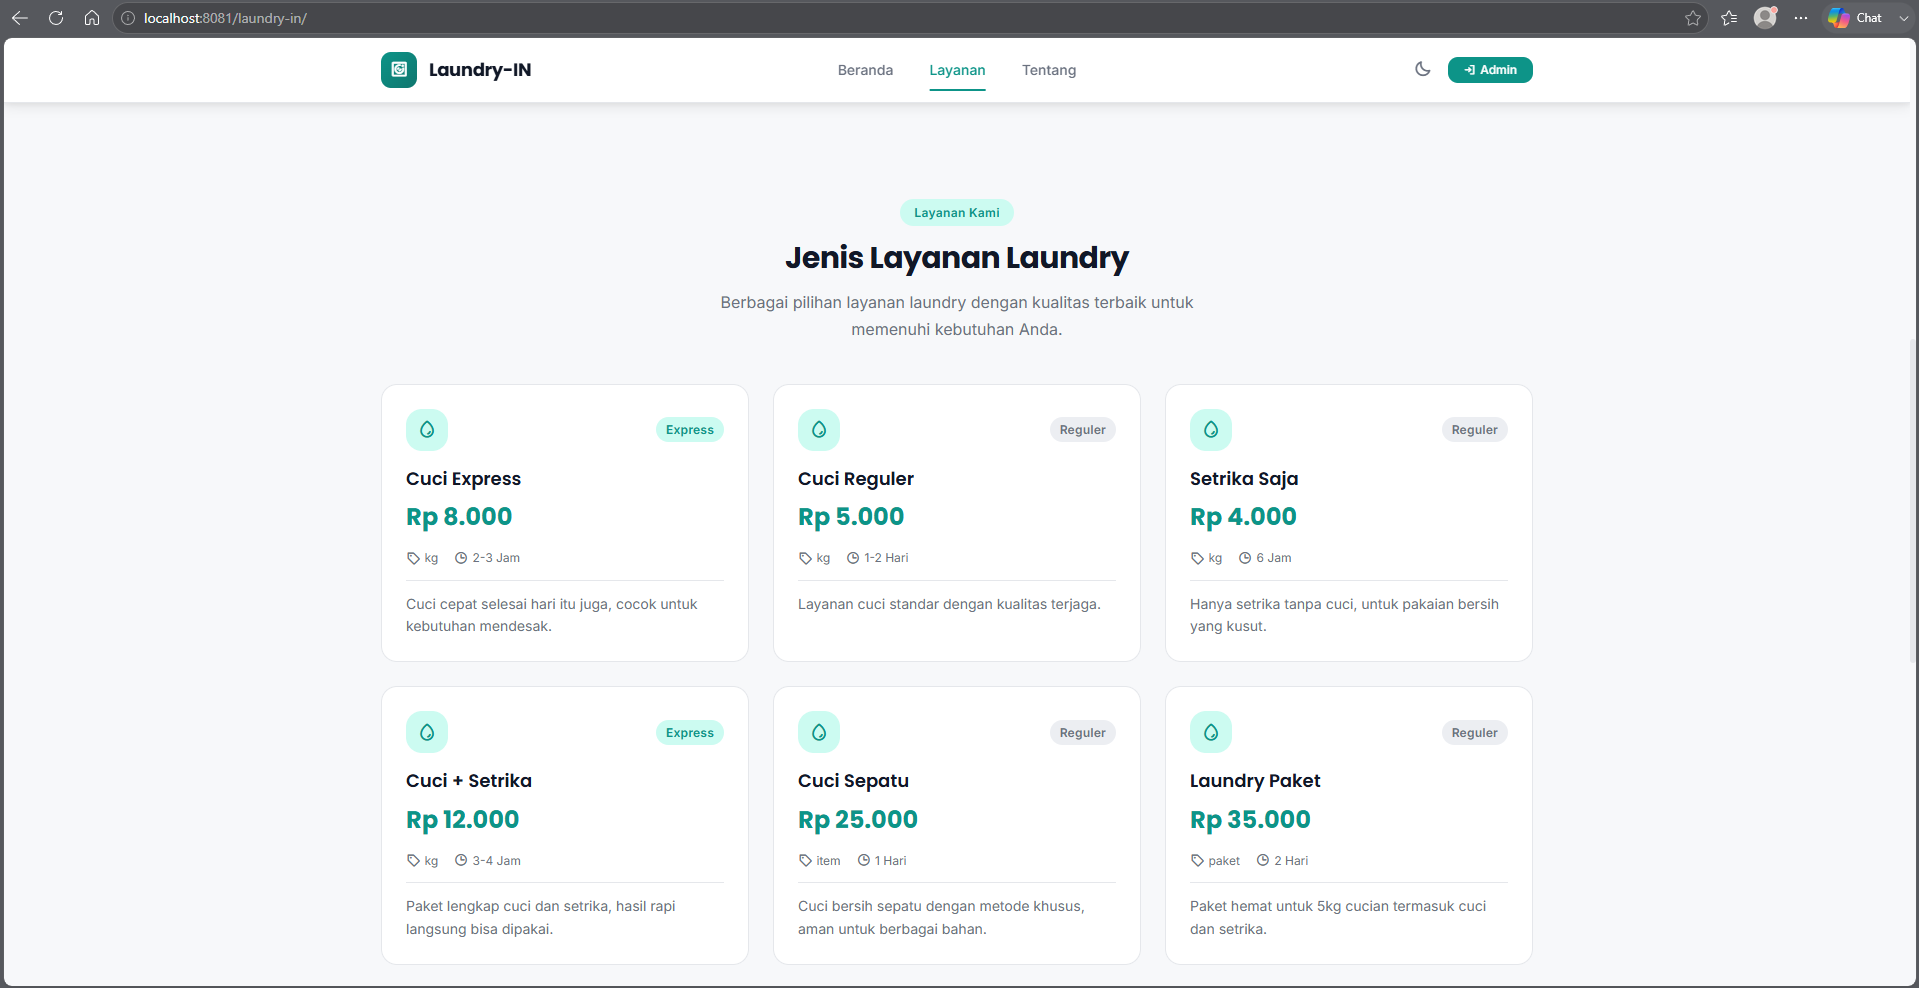 localhost:8081/laundry-in/
Chat
Laundry-IN
Beranda
Layanan
Tentang
Admin
Layanan Kami
Jenis Layanan Laundry
Berbagai pilihan layanan laundry dengan kualitas terbaik untuk
memenuhi kebutuhan Anda.
Express
Cuci Express
Rp 8.000
kg 2-3 Jam
Cuci cepat selesai hari itu juga, cocok untuk
kebutuhan mendesak.
Reguler
Cuci Reguler
Rp 5.000
kg 1-2 Hari
Layanan cuci standar dengan kualitas terjaga.
Reguler
Setrika Saja
Rp 4.000
kg 6 Jam
Hanya setrika tanpa cuci, untuk pakaian bersih
yang kusut.
Express
Cuci + Setrika
Rp 12.000
kg 3-4 Jam
Paket lengkap cuci dan setrika, hasil rapi
langsung bisa dipakai.
Reguler
Cuci Sepatu
Rp 25.000
item 1 Hari
Cuci bersih sepatu dengan metode khusus,
aman untuk berbagai bahan.
Reguler
Laundry Paket
Rp 35.000
paket 2 Hari
Paket hemat untuk 5kg cucian termasuk cuci
dan setrika.